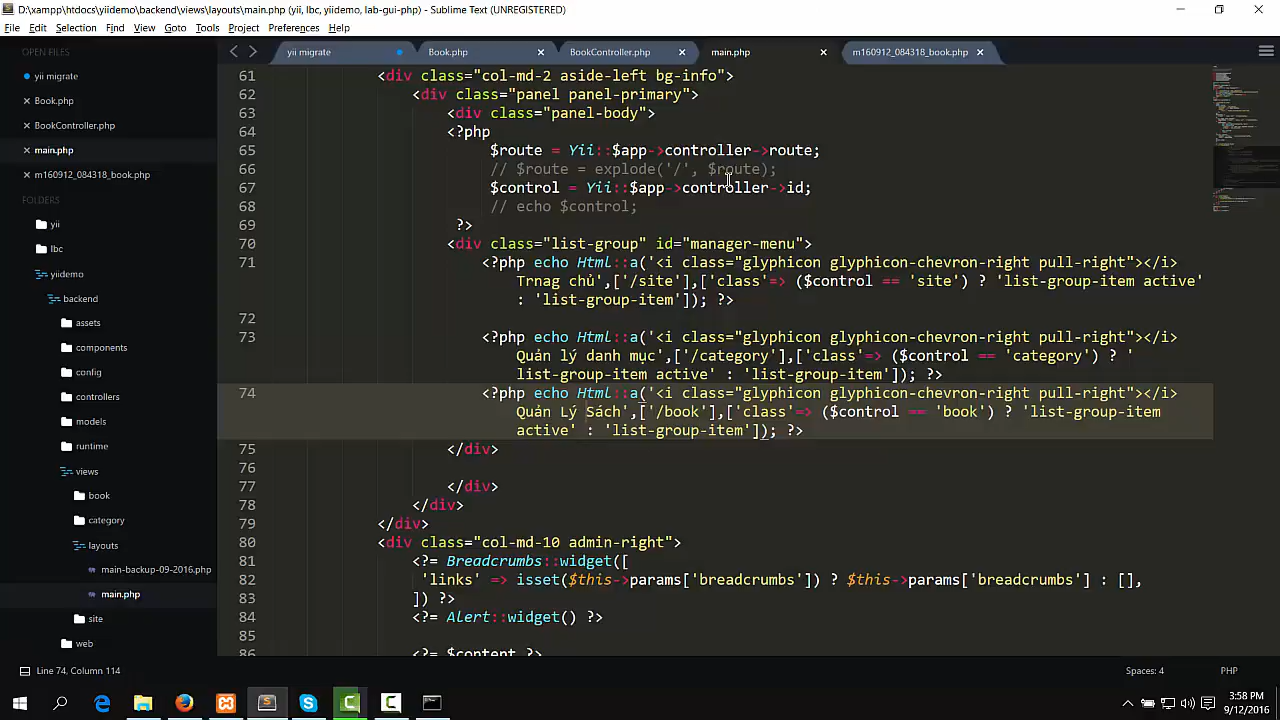 D:\xampp\htdocs\yiidemo\backend\views\layouts\main.php (yii, lbc, yiidemo, lab-gui-php) - Sublime Text (UNREGISTERED)
File Edit Selection Find View Goto Tools Project Preferences Help
OPEN FILES
yii migrate
Book.php
BookController.php
main.php
m160912_084318_book.php
FOLDERS
yii
lbc
yiidemo
backend
assets
components
config
controllers
models
runtime
views
book
category
layouts
main-backup-09-2016.php
main.php
site
web
yii migrate Book.php BookController.php main.php m160912_084318_book.php
61 <div class="col-md-2 aside-left bg-info">
62 <div class="panel panel-primary">
63 <div class="panel-body">
64 <?php
65 $route = Yii::$app->controller->route;
66 // $route = explode('/', $route);
67 $control = Yii::$app->controller->id;
68 // echo $control;
69 ?>
70 <div class="list-group" id="manager-menu">
71 <?php echo Html::a('<i class="glyphicon glyphicon-chevron-right pull-right"></i>
Trnag chủ',['/site'],['class'=> ($control == 'site') ? 'list-group-item active'
: 'list-group-item']); ?>
72
73 <?php echo Html::a('<i class="glyphicon glyphicon-chevron-right pull-right"></i>
Quản lý danh mục',['/category'],['class'=> ($control == 'category') ? '
list-group-item active' : 'list-group-item']); ?>
74 <?php echo Html::a('<i class="glyphicon glyphicon-chevron-right pull-right"></i>
Quản Lý Sách',['/book'],['class'=> ($control == 'book') ? 'list-group-item
active' : 'list-group-item']); ?>
75 </div>
76
77 </div>
78 </div>
79 </div>
80 <div class="col-md-10 admin-right">
81 <?= Breadcrumbs::widget([
82 'links' => isset($this->params['breadcrumbs']) ? $this->params['breadcrumbs'] : [],
83 ]) ?>
84 <?= Alert::widget() ?>
85
86 <?= $content ?>
Line 74, Column 114
Spaces: 4 PHP
3:58 PM
9/12/2016